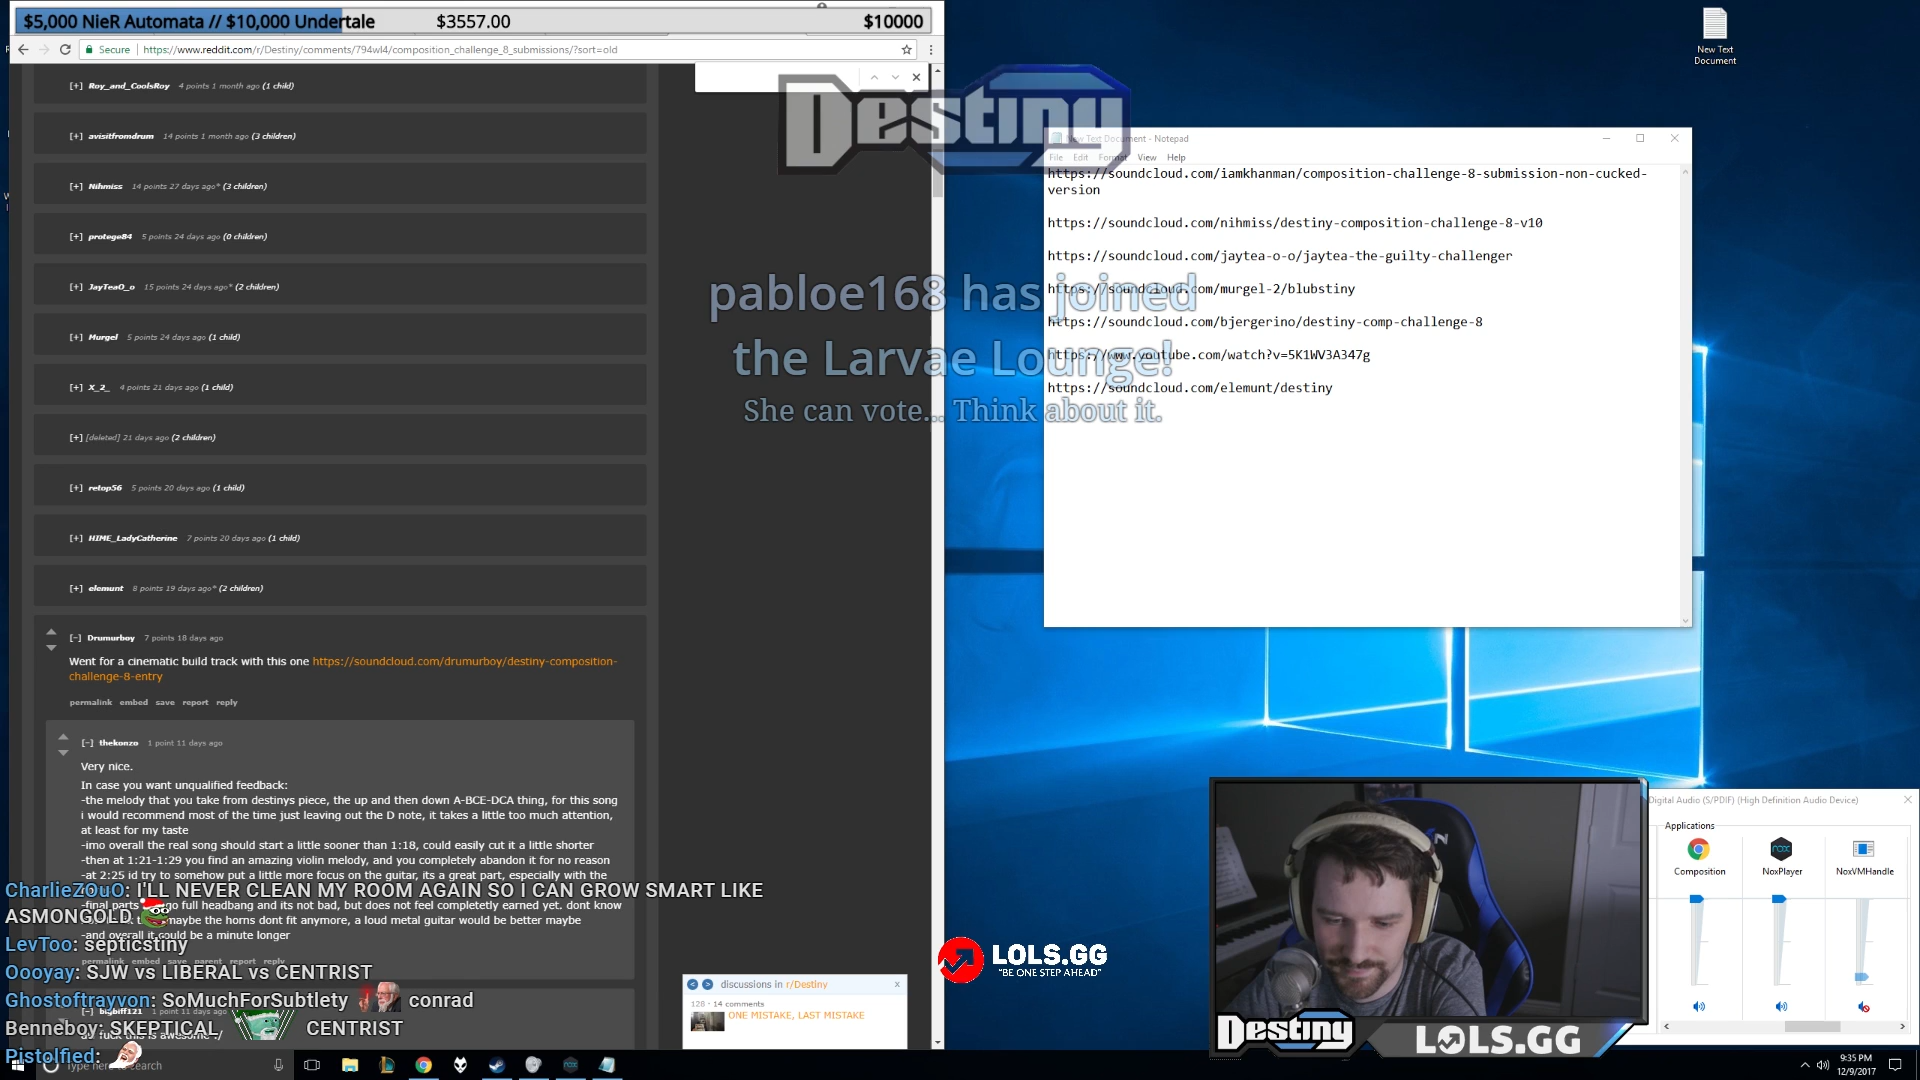 $5,000 NieR Automata // $10,000 Undertale
$3557.00
$10000
Secure
https://www.reddit.com/r/Destiny/comments/794wl4/composition_challenge_8_submissions/?sort=old
[+] Roy_and_CoolsRoy 4 points 1 month ago (1 child)
[+] avisitfromdrum 14 points 1 month ago (3 children)
[+] Nihmiss 14 points 27 days ago* (3 children)
[+] protege84 5 points 24 days ago (0 children)
[+] JayTeaO_o 15 points 24 days ago* (2 children)
[+] Murgel 5 points 24 days ago (1 child)
[+] X_2_ 4 points 21 days ago (1 child)
[+] [deleted] 21 days ago (2 children)
[+] retop56 5 points 20 days ago (1 child)
[+] HIME_LadyCatherine 7 points 20 days ago (1 child)
[+] elemunt 8 points 19 days ago* (2 children)
[-] Drumurboy 7 points 18 days ago
Went for a cinematic build track with this one https://soundcloud.com/drumurboy/destiny-composition-
challenge-8-entry
permalink embed save report reply
[-] thekonzo 1 point 11 days ago
Very nice.
In case you want unqualified feedback:
-the melody that you take from destinys piece, the up and then down A-BCE-DCA thing, for this song
i would recommend most of the time just leaving out the D note, it takes a little too much attention,
at least for my taste
-imo overall the real song should start a little sooner than 1:18, could easily cut it a little shorter
-then at 1:21-1:29 you find an amazing violin melody, and you completely abandon it for no reason
-at 2:25 id try to somehow put a little more focus on the guitar, its a great part, especially with the
-final parts go full headbang and its not bad, but does not feel completetly earned yet. dont know
maybe the horns dont fit anymore, a loud metal guitar would be better maybe
-and overall it could be a minute longer
permalink embed save parent report reply
1 point 11 days ago
fuck this is awesome :/
CharlieZOuO: I'LL NEVER CLEAN MY ROOM AGAIN SO I CAN GROW SMART LIKE
ASMONGOLD
LevToo: septicstiny
Oooyay: SJW vs LIBERAL vs CENTRIST
Ghostoftrayvon: SoMuchForSubtlety conrad
Benneboy: SKEPTICAL CENTRIST
Pistolfied:
Type here to search
Destiny
pabloe168 has joined
the Larvae Lounge!
She can vote... Think about it.
discussions in r/Destiny x
128 · 14 comments
ONE MISTAKE, LAST MISTAKE
New Text
Document
New Text Document - Notepad
File Edit Format View Help
https://soundcloud.com/iamkhanman/composition-challenge-8-submission-non-cucked-
version
https://soundcloud.com/nihmiss/destiny-composition-challenge-8-v10
https://soundcloud.com/jaytea-o-o/jaytea-the-guilty-challenger
https://soundcloud.com/murgel-2/blubstiny
https://soundcloud.com/bjergerino/destiny-comp-challenge-8
https://www.youtube.com/watch?v=5K1WV3A347g
https://soundcloud.com/elemunt/destiny
LOLS.GG
"BE ONE STEP AHEAD"
Destiny
LOLS.GG
Digital Audio (S/PDIF) (High Definition Audio Device)
Applications
Composition
NoxPlayer
NoxVMHandle
9:35 PM
12/9/2017